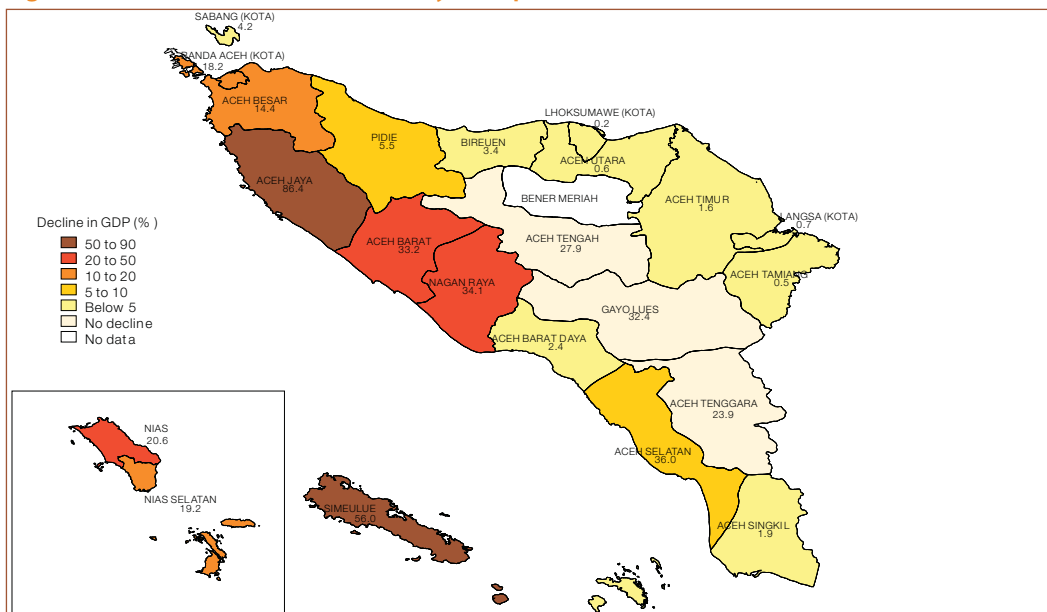 SABANG (KOTA)
4.2
BANDA ACEH (KOTA)
18.2
ACEH BESAR
14.4
PIDIE
5.5
BIREUEN
3.4
LHOKSUMAWE (KOTA)
0.2
ACEH UTARA
0.6
ACEH JAYA
86.4
BENER MERIAH
ACEH TIMUR
1.6
LANGSA (KOTA)
0.7
Decline in GDP (% )
50 to 90
20 to 50
10 to 20
5 to 10
Below 5
No decline
No data
ACEH BARAT
33.2
ACEH TENGAH
27.9
ACEH TAMIANG
0.5
NAGAN RAYA
34.1
GAYO LUES
32.4
ACEH BARAT DAYA
2.4
ACEH TENGGARA
23.9
ACEH SELATAN
36.0
NIAS
20.6
NIAS SELATAN
19.2
SIMEULUE
56.0
ACEH SINGKIL
1.9